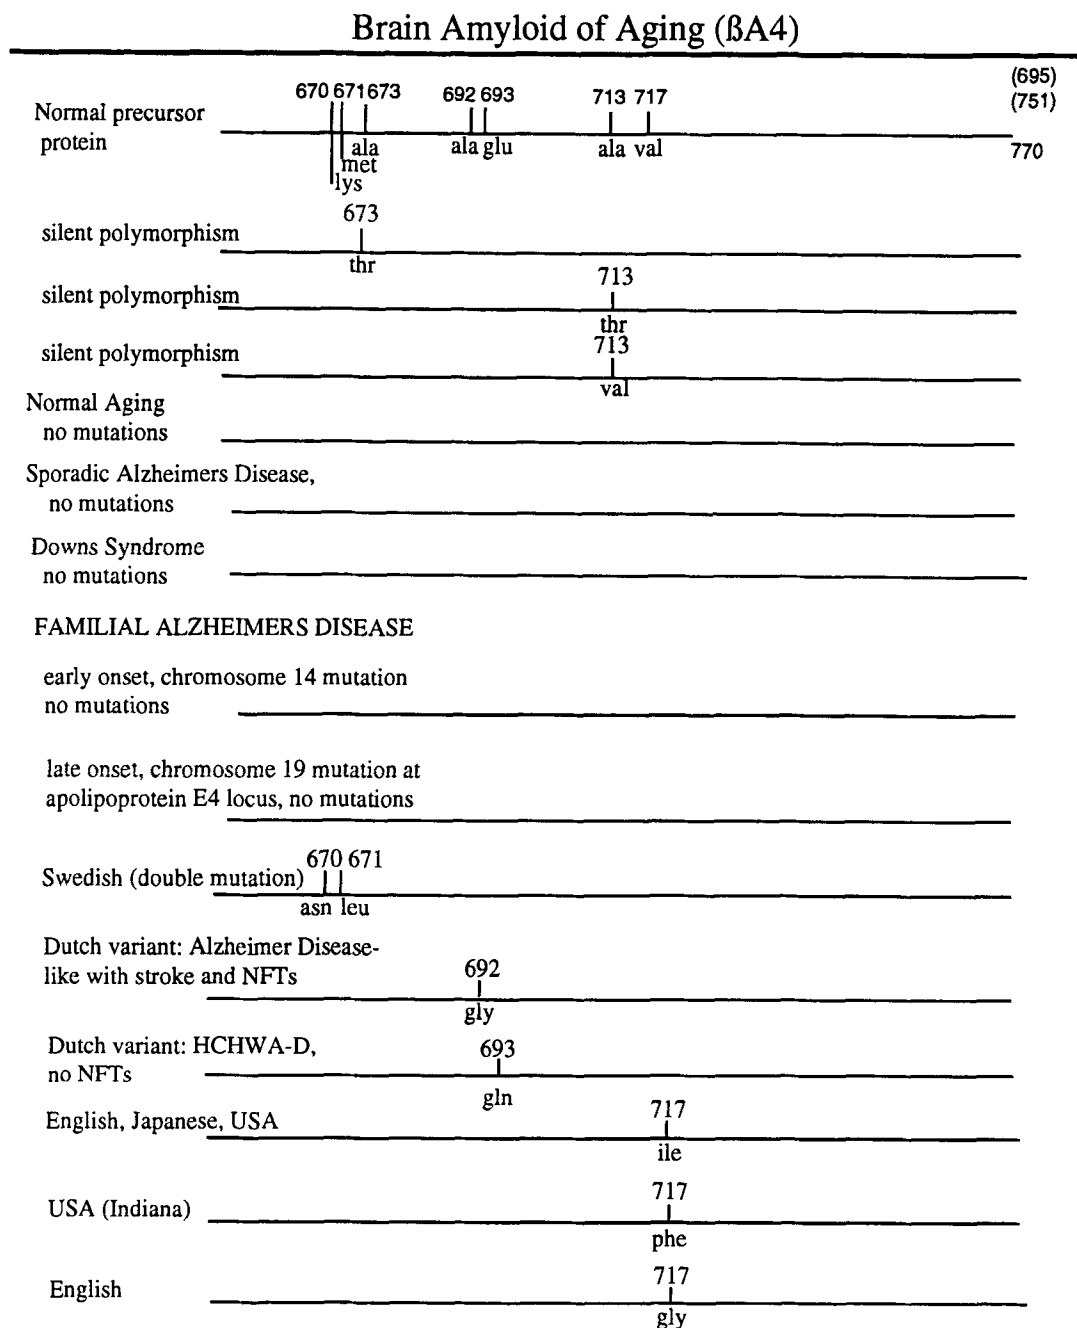 Brain Amyloid of Aging (ßA4)
(695)
670 671 673 692 693 713 717 (751)
Normal precursor
protein
ala ala glu ala val 770
met
lys
673
silent polymorphism
thr
713
silent polymorphism
thr
713
silent polymorphism
val
Normal Aging
no mutations
Sporadic Alzheimers Disease,
no mutations
Downs Syndrome
no mutations
FAMILIAL ALZHEIMERS DISEASE
early onset, chromosome 14 mutation
no mutations
late onset, chromosome 19 mutation at
apolipoprotein E4 locus, no mutations
670 671
Swedish (double mutation)
asn leu
Dutch variant: Alzheimer Disease-
like with stroke and NFTs 692
gly
Dutch variant: HCHWA-D, 693
no NFTs
gln
English, Japanese, USA 717
ile
717
USA (Indiana)
phe
717
English
gly